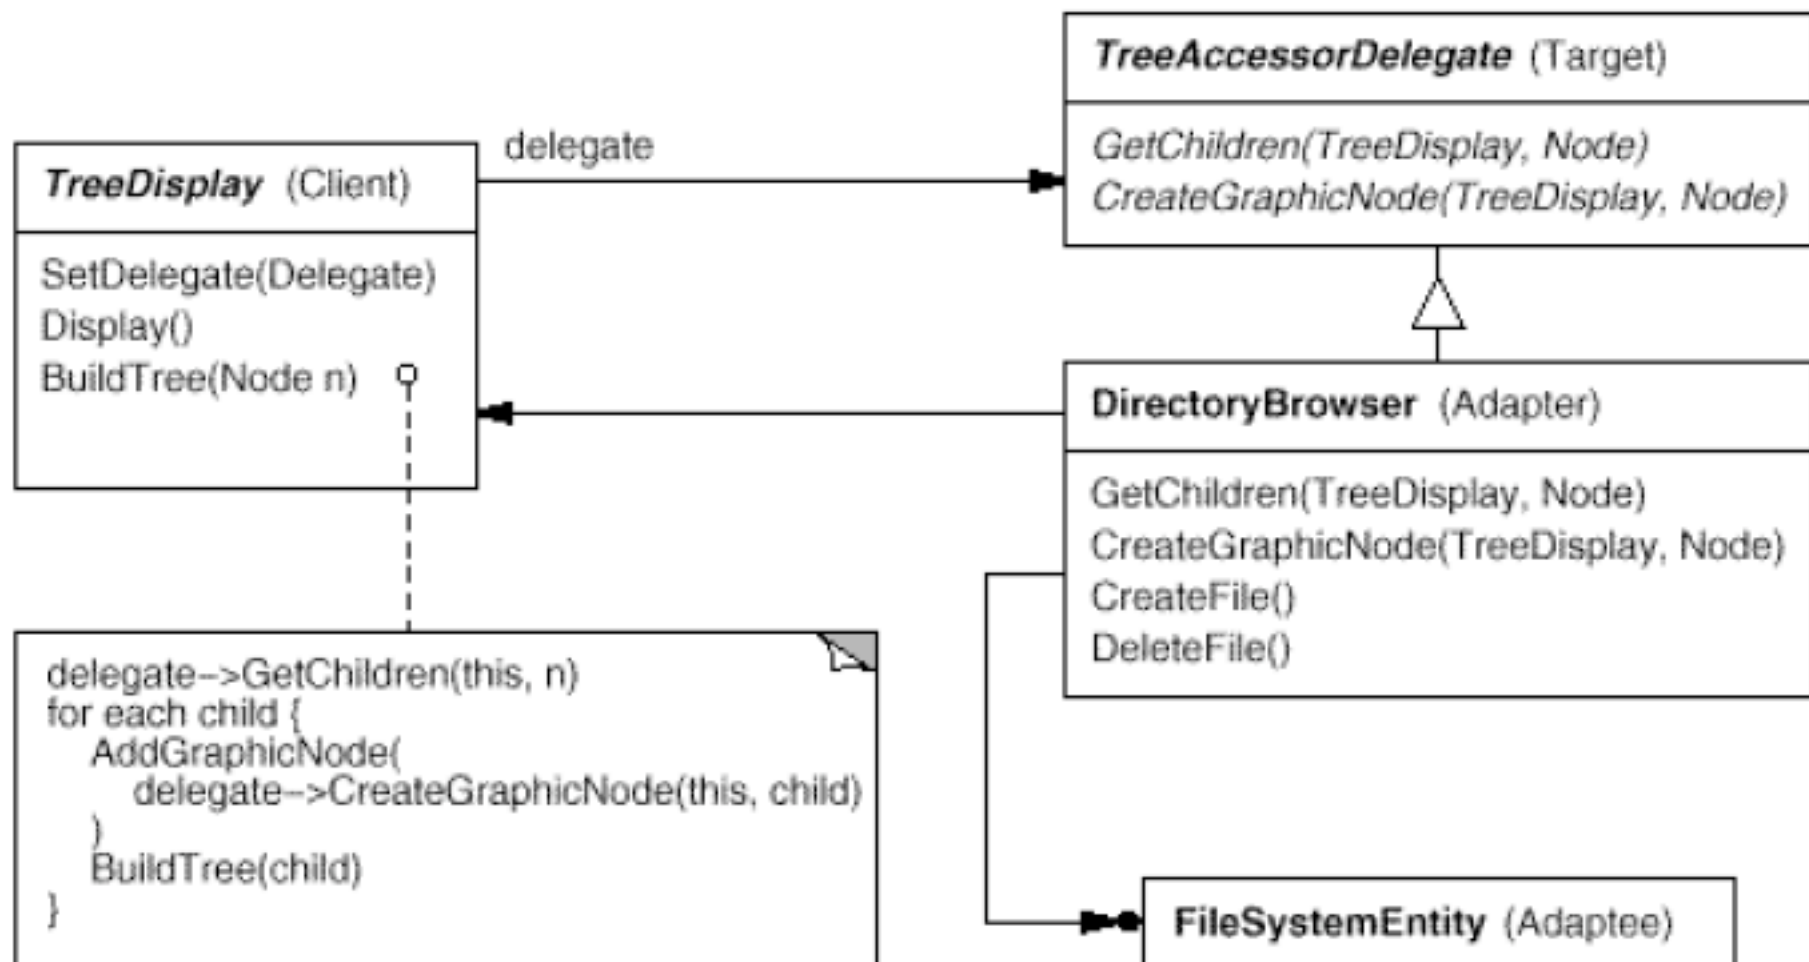 TreeAccessorDelegate (Target)
GetChildren(TreeDisplay, Node)
CreateGraphicNode(TreeDisplay, Node)
delegate
TreeDisplay (Client)
SetDelegate(Delegate)
Display()
BuildTree(Node n)
DirectoryBrowser (Adapter)
GetChildren(TreeDisplay, Node)
CreateGraphicNode(TreeDisplay, Node)
CreateFile()
DeleteFile()
delegate->GetChildren(this, n)
for each child {
AddGraphicNode(
delegate->CreateGraphicNode(this, child)
)
BuildTree(child)
}
FileSystemEntity (Adaptee)